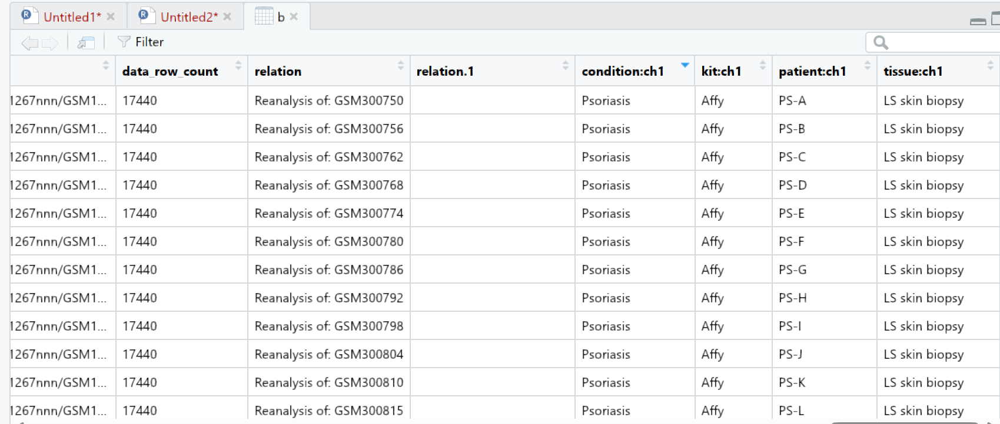 Untitled1* Untitled2* b
Filter
data_row_count relation relation.1 condition:ch1 kit:ch1 patient:ch1 tissue:ch1
1267nnn/GSM1... 17440 Reanalysis of: GSM300750 Psoriasis Affy PS-A LS skin biopsy
1267nnn/GSM1... 17440 Reanalysis of: GSM300756 Psoriasis Affy PS-B LS skin biopsy
1267nnn/GSM1... 17440 Reanalysis of: GSM300762 Psoriasis Affy PS-C LS skin biopsy
1267nnn/GSM1... 17440 Reanalysis of: GSM300768 Psoriasis Affy PS-D LS skin biopsy
1267nnn/GSM1... 17440 Reanalysis of: GSM300774 Psoriasis Affy PS-E LS skin biopsy
1267nnn/GSM1... 17440 Reanalysis of: GSM300780 Psoriasis Affy PS-F LS skin biopsy
1267nnn/GSM1... 17440 Reanalysis of: GSM300786 Psoriasis Affy PS-G LS skin biopsy
1267nnn/GSM1... 17440 Reanalysis of: GSM300792 Psoriasis Affy PS-H LS skin biopsy
1267nnn/GSM1... 17440 Reanalysis of: GSM300798 Psoriasis Affy PS-I LS skin biopsy
1267nnn/GSM1... 17440 Reanalysis of: GSM300804 Psoriasis Affy PS-J LS skin biopsy
1267nnn/GSM1... 17440 Reanalysis of: GSM300810 Psoriasis Affy PS-K LS skin biopsy
1267nnn/GSM1... 17440 Reanalysis of: GSM300815 Psoriasis Affy PS-L LS skin biopsy